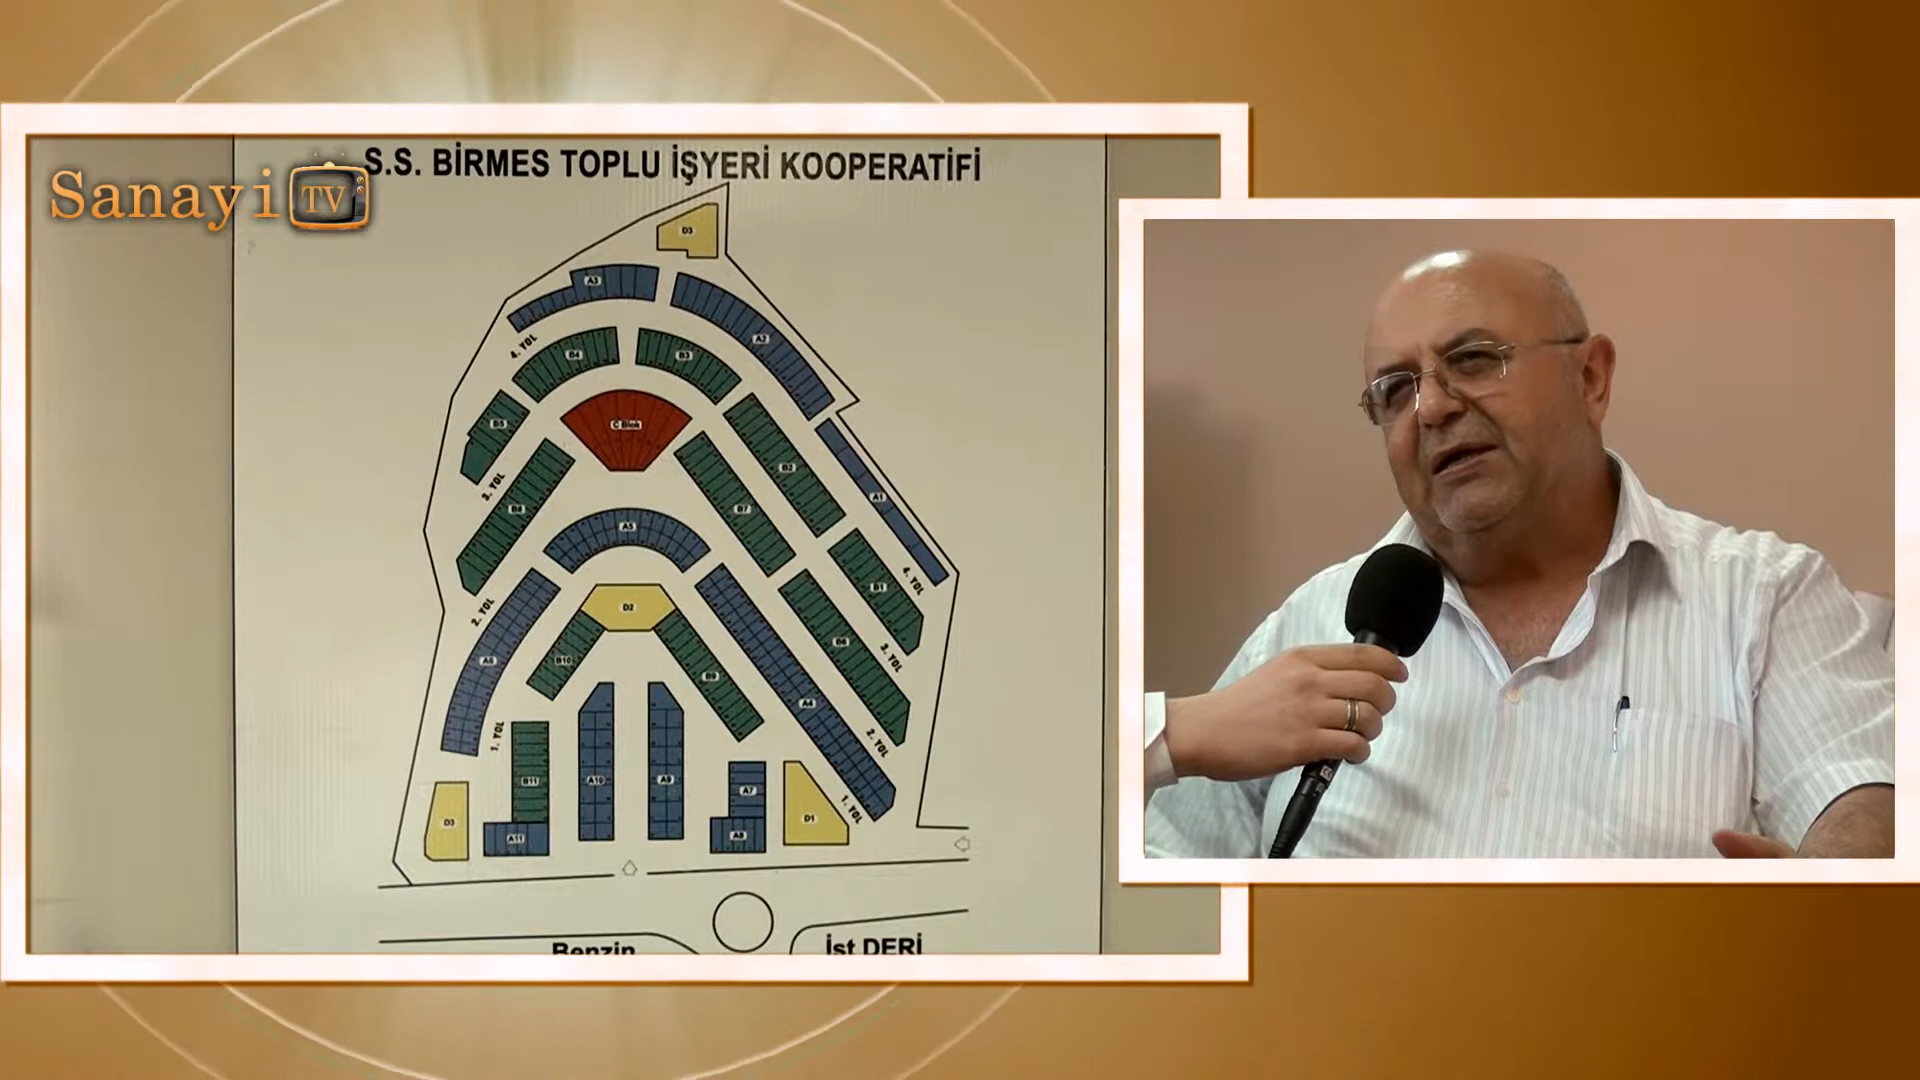 Sanayi TV
S.S. BİRMES TOPLU İŞYERİ KOOPERATİFİ
D3
A3
A2
4. YOL
B4
B3
B5
C Blok
B2
A1
3. YOL
B8
B7
A5
4. YOL
B1
2. YOL
D2
B6
3. YOL
A6
B10
B9
A4
1. YOL
2. YOL
B11
A10
A9
A7
1. YOL
D3
A11
A8
D1
Benzin
İst DERİ